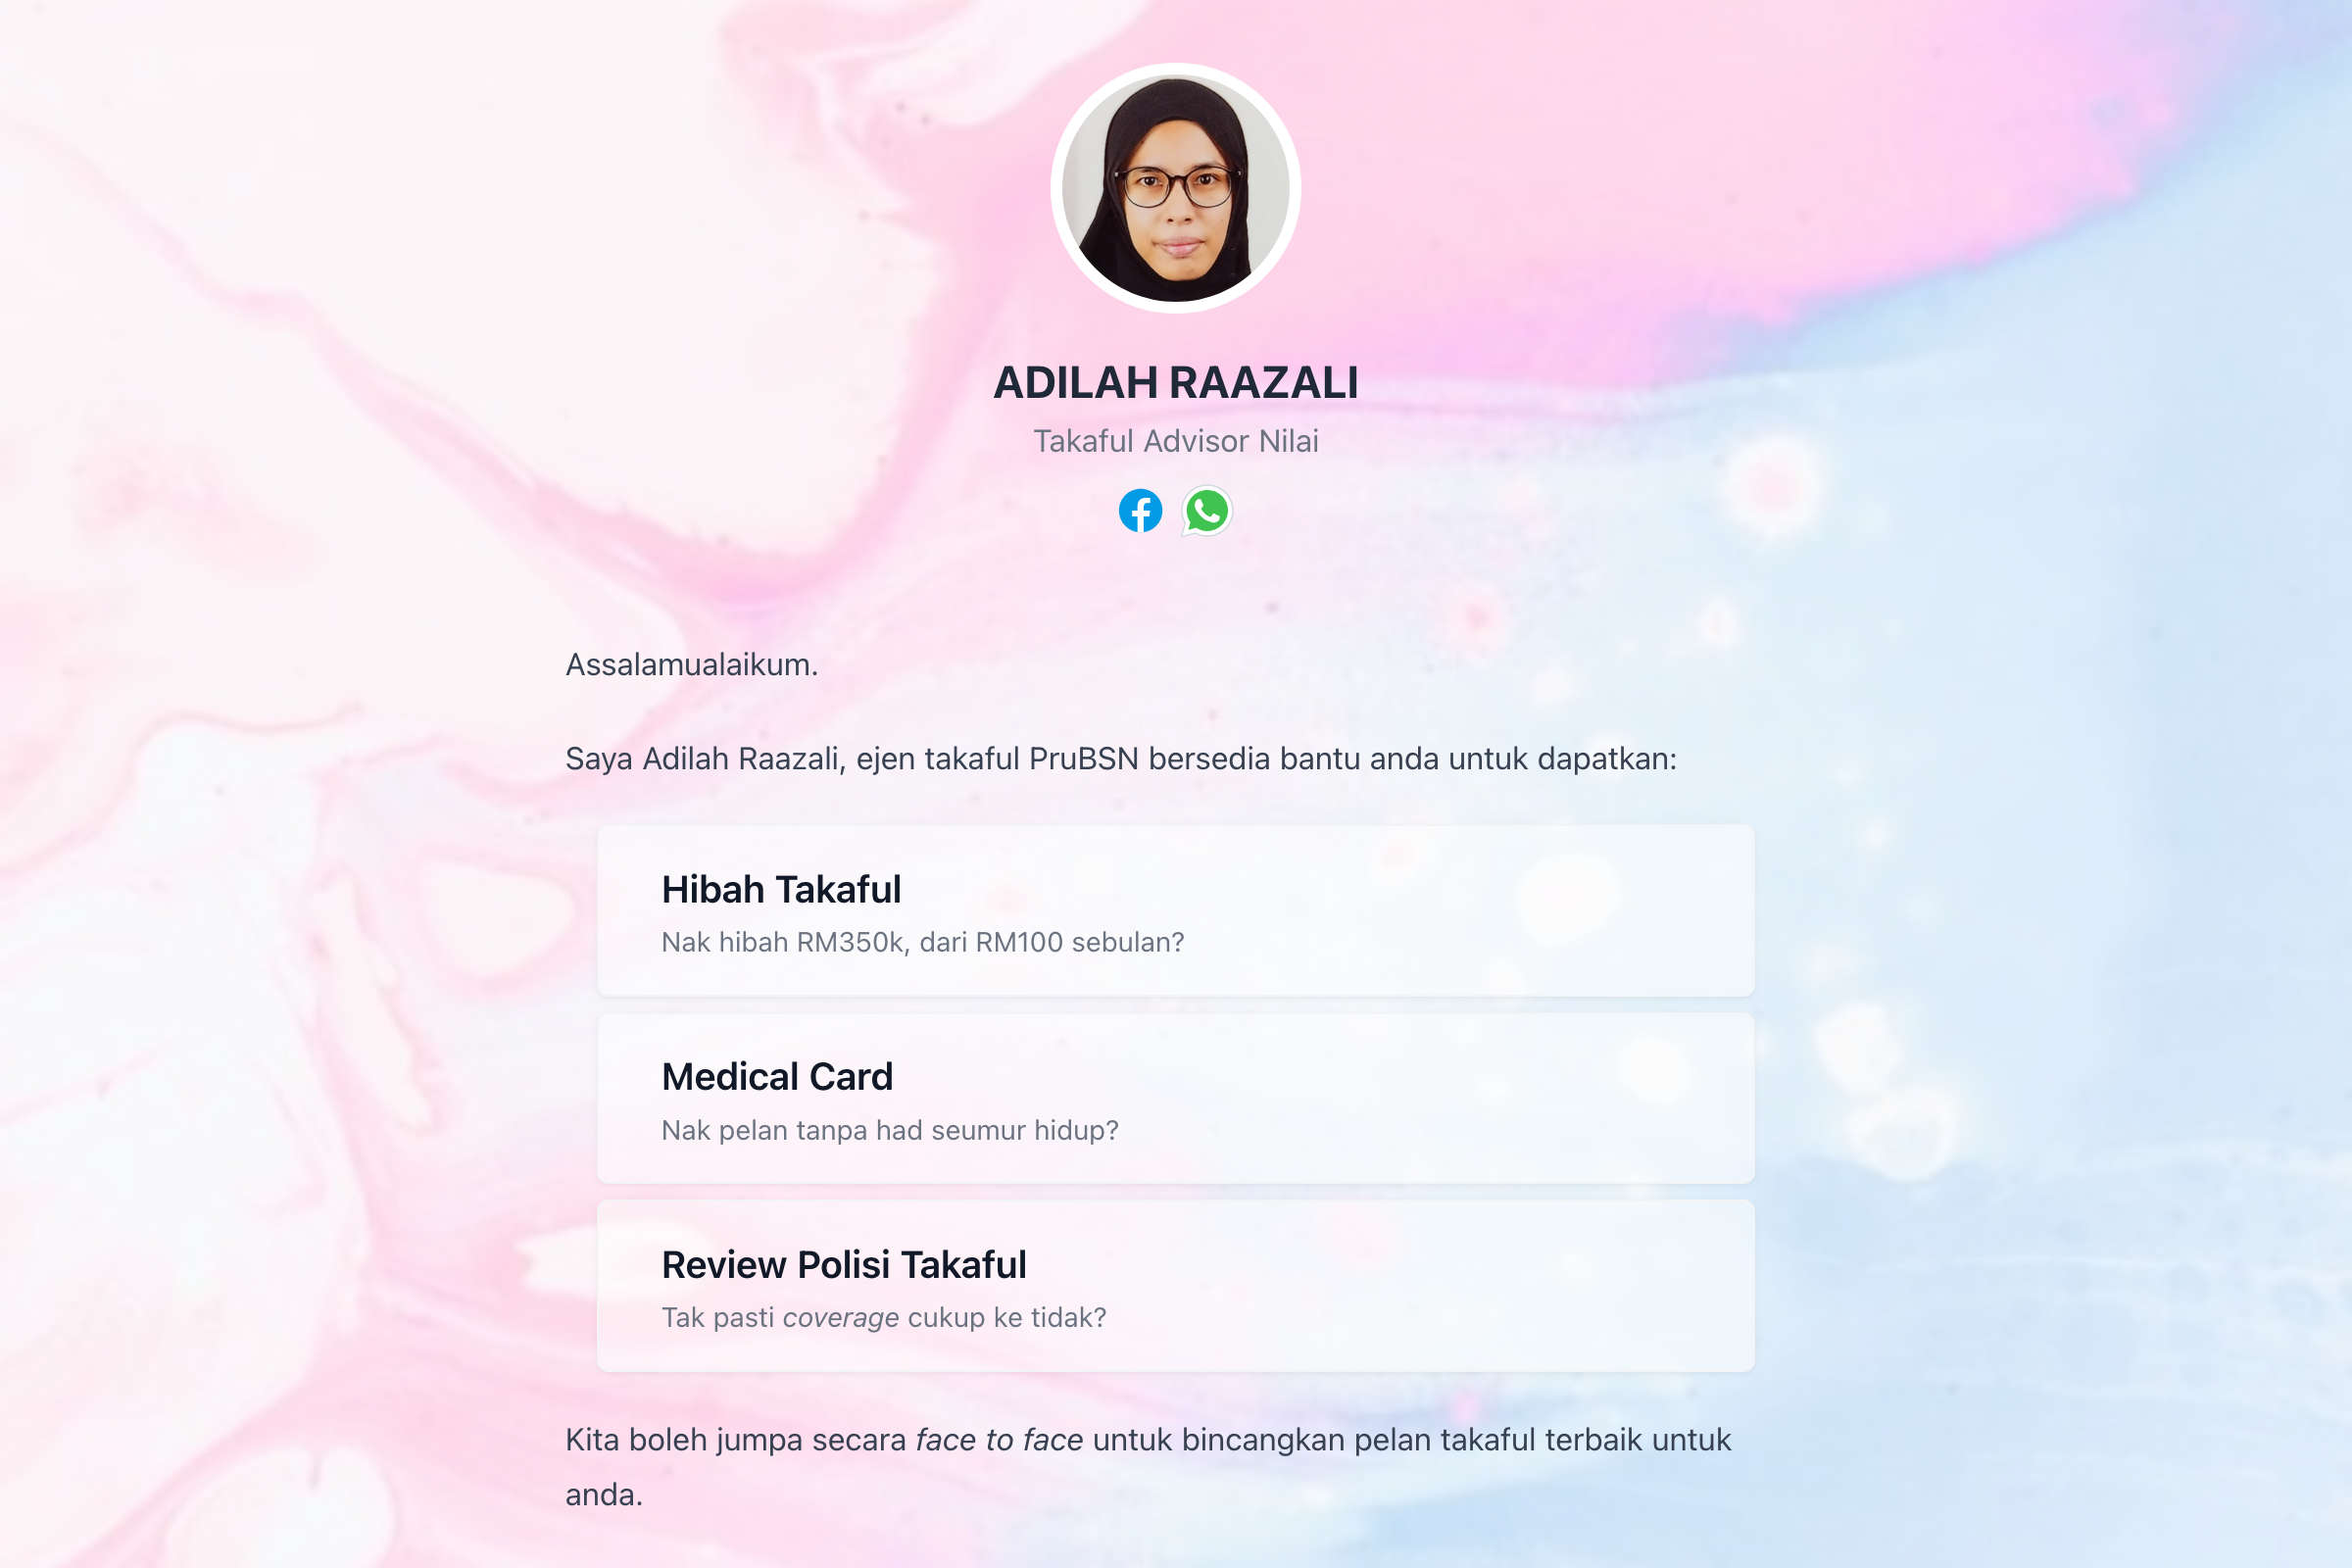 ADILAH RAAZALI
Takaful Advisor Nilai
Assalamualaikum.
Saya Adilah Raazali, ejen takaful PruBSN bersedia bantu anda untuk dapatkan:
Hibah Takaful
Nak hibah RM350k, dari RM100 sebulan?
Medical Card
Nak pelan tanpa had seumur hidup?
Review Polisi Takaful
Tak pasti coverage cukup ke tidak?
Kita boleh jumpa secara face to face untuk bincangkan pelan takaful terbaik untuk
anda.